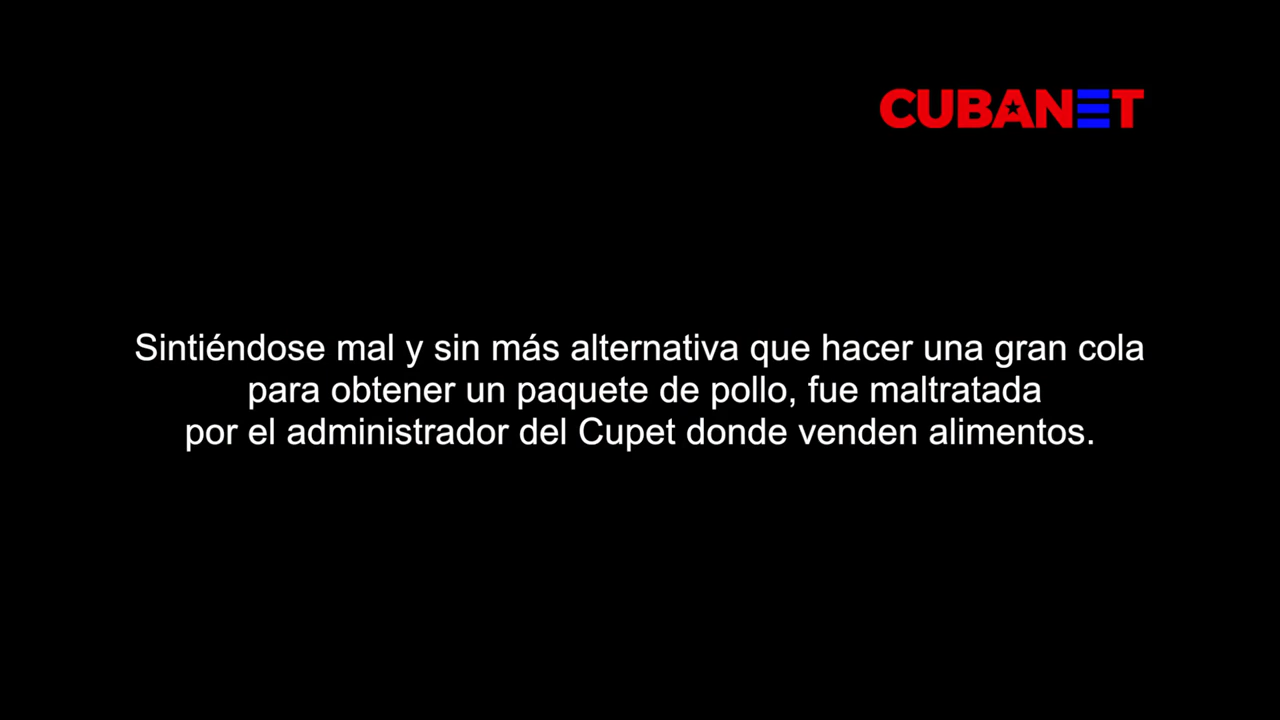 CUBANET
Sintiéndose mal y sin más alternativa que hacer una gran cola
para obtener un paquete de pollo, fue maltratada
por el administrador del Cupet donde venden alimentos.